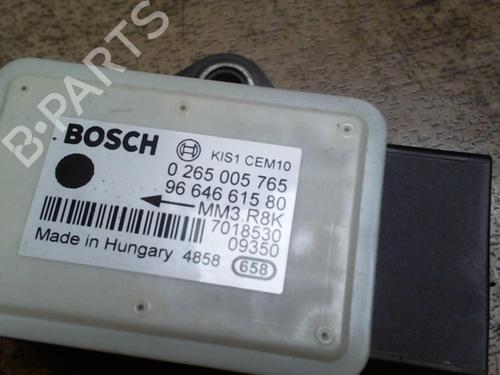 B-PARTS
BOSCH KIS1 CEM10
0 265 005 765
96 646 615 80
MM3.R8K
7018530
09350
Made in Hungary 4858 658